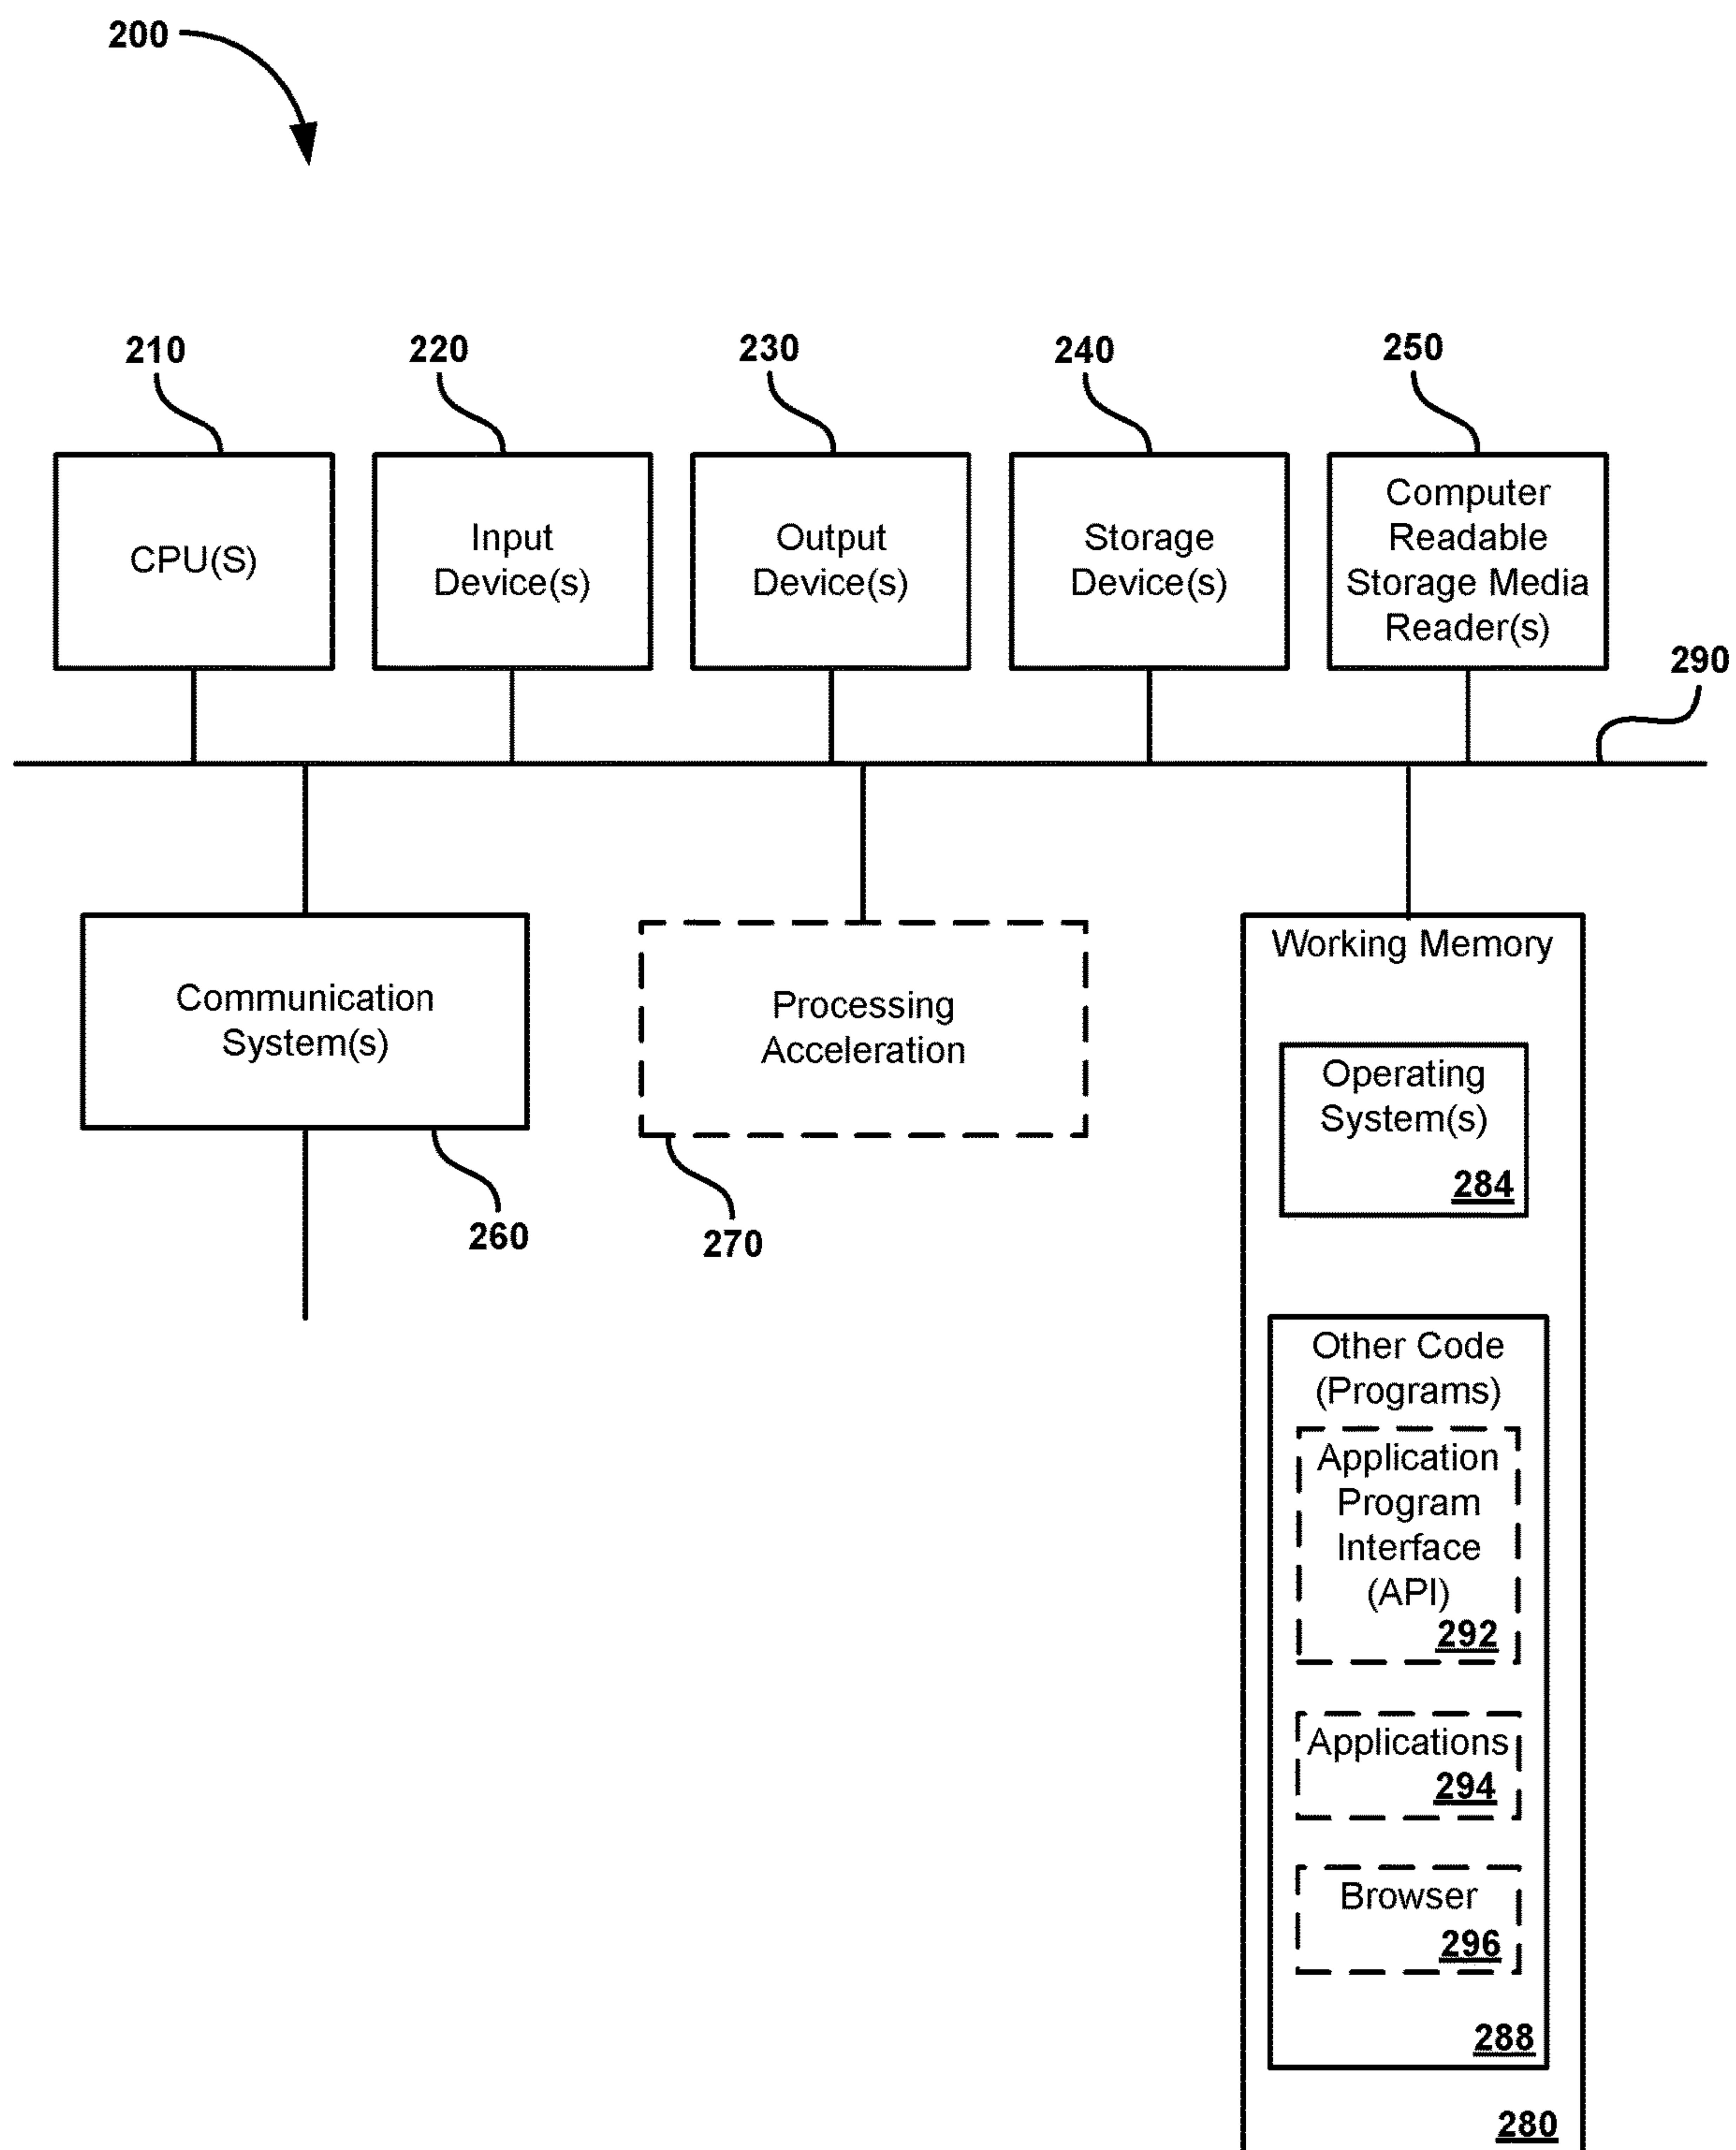 200
210
220
230
240
250
CPU(S)
Input
Device(s)
Output
Device(s)
Storage
Device(s)
Computer
Readable
Storage Media
Reader(s)
290
Communication
System(s)
260
Processing
Acceleration
270
Working Memory
Operating
System(s)
284
Other Code
(Programs)
Application
Program
Interface
(API)
292
Applications
294
Browser
296
288
280